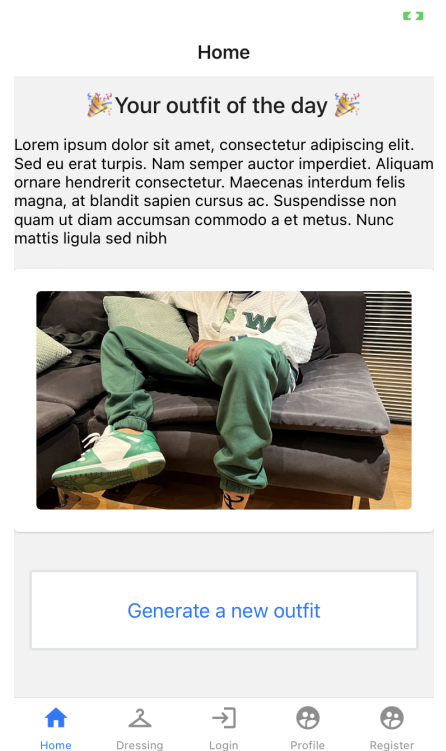 Home
🎉Your outfit of the day 🎉
Lorem ipsum dolor sit amet, consectetur adipiscing elit.
Sed eu erat turpis. Nam semper auctor imperdiet. Aliquam
ornare hendrerit consectetur. Maecenas interdum felis
magna, at blandit sapien cursus ac. Suspendisse non
quam ut diam accumsan commodo a et metus. Nunc
mattis ligula sed nibh
W
Generate a new outfit
Home Dressing Login Profile Register